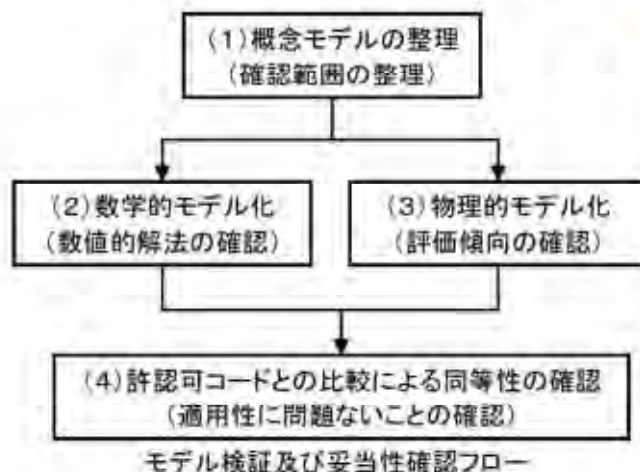 (1)概念モデルの整理
(確認範囲の整理)
(2)数学的モデル化
(数値的解法の確認)
(3)物理的モデル化
(評価傾向の確認)
(4)許認可コードとの比較による同等性の確認
(適用性に問題ないことの確認)
モデル検証及び妥当性確認フロー